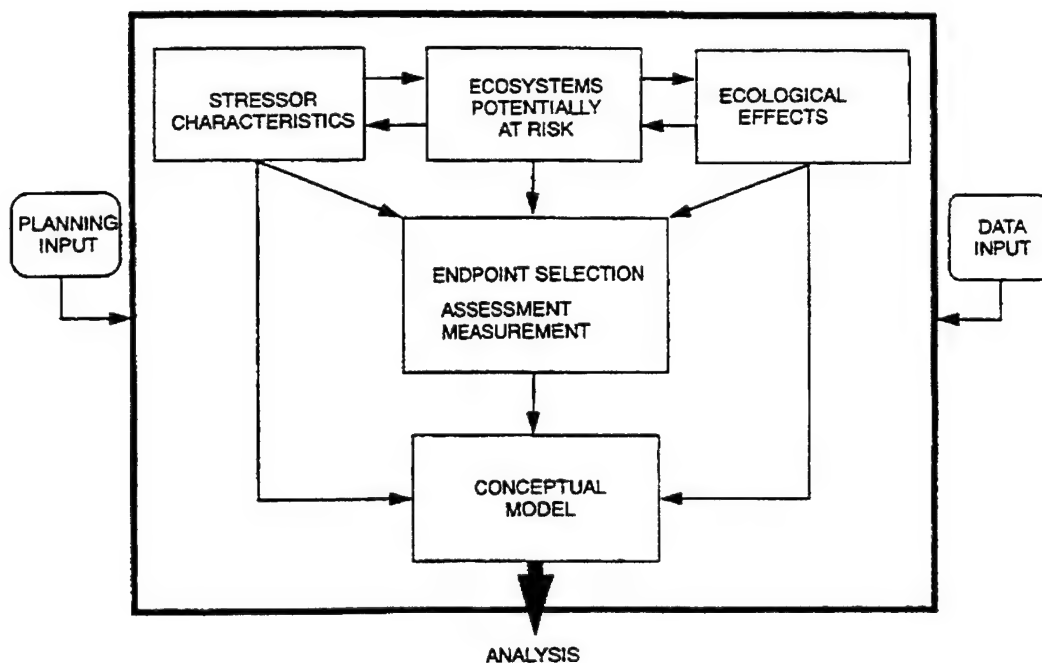 STRESSOR
CHARACTERISTICS
ECOSYSTEMS
POTENTIALLY
AT RISK
ECOLOGICAL
EFFECTS
PLANNING
INPUT
DATA
INPUT
ENDPOINT SELECTION
ASSESSMENT
MEASUREMENT
CONCEPTUAL
MODEL
ANALYSIS